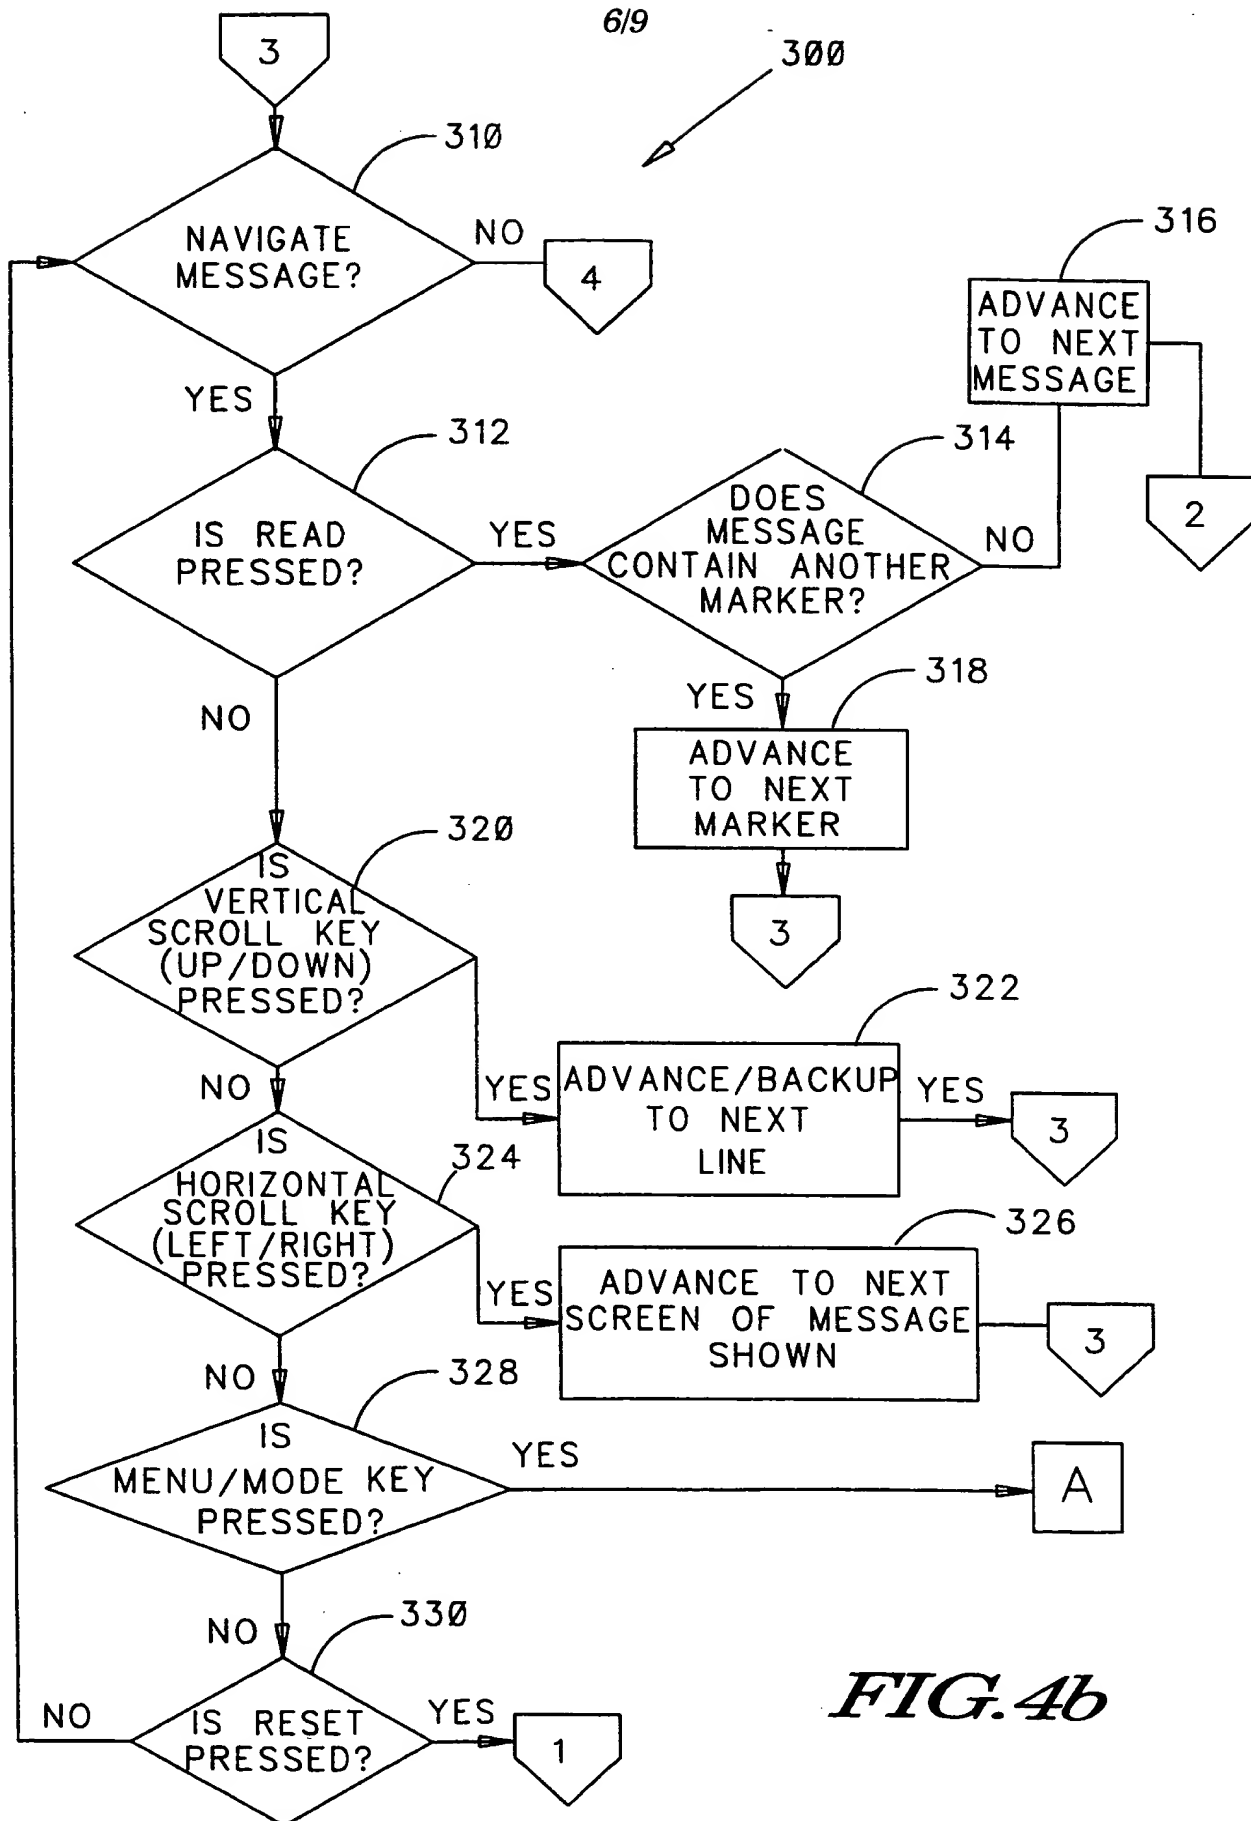 6/9
3
300
310
NAVIGATE
MESSAGE?
NO
4
YES
316
ADVANCE
TO NEXT
MESSAGE
2
312
IS READ
PRESSED?
YES
314
DOES
MESSAGE
CONTAIN ANOTHER
MARKER?
NO
YES
318
ADVANCE
TO NEXT
MARKER
3
NO
320
IS
VERTICAL
SCROLL KEY
(UP/DOWN)
PRESSED?
YES
322
ADVANCE/BACKUP
TO NEXT
LINE
YES
3
NO
324
IS
HORIZONTAL
SCROLL KEY
(LEFT/RIGHT)
PRESSED?
YES
326
ADVANCE TO NEXT
SCREEN OF MESSAGE
SHOWN
3
NO
328
IS
MENU/MODE KEY
PRESSED?
YES
A
NO
330
IS RESET
PRESSED?
NO
YES
1
FIG.4b